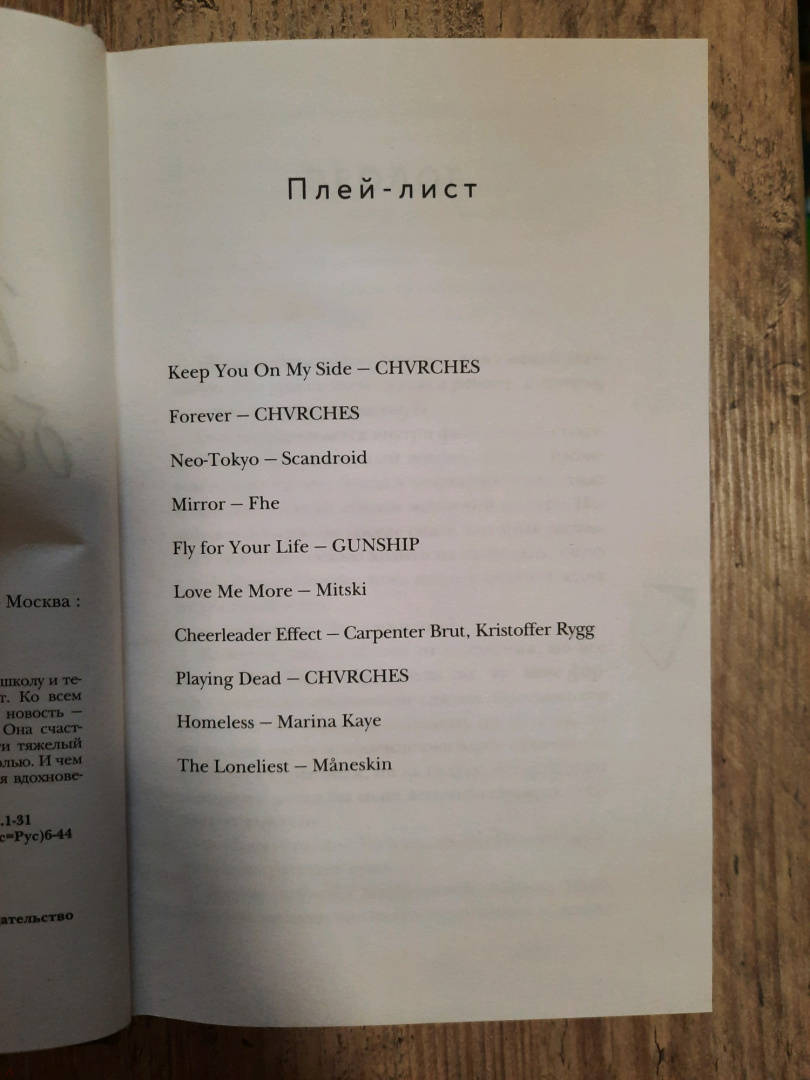 Москва :
школу и те-
т. Ко всем
новость —
Она счаст-
и тяжелый
олью. И чем
я вдохнове-
.1-31
с=Рус)6-44
ательство
Плей-лист
Keep You On My Side — CHVRCHES
Forever — CHVRCHES
Neo-Tokyo — Scandroid
Mirror — Fhe
Fly for Your Life — GUNSHIP
Love Me More — Mitski
Cheerleader Effect — Carpenter Brut, Kristoffer Rygg
Playing Dead — CHVRCHES
Homeless — Marina Kaye
The Loneliest — Måneskin